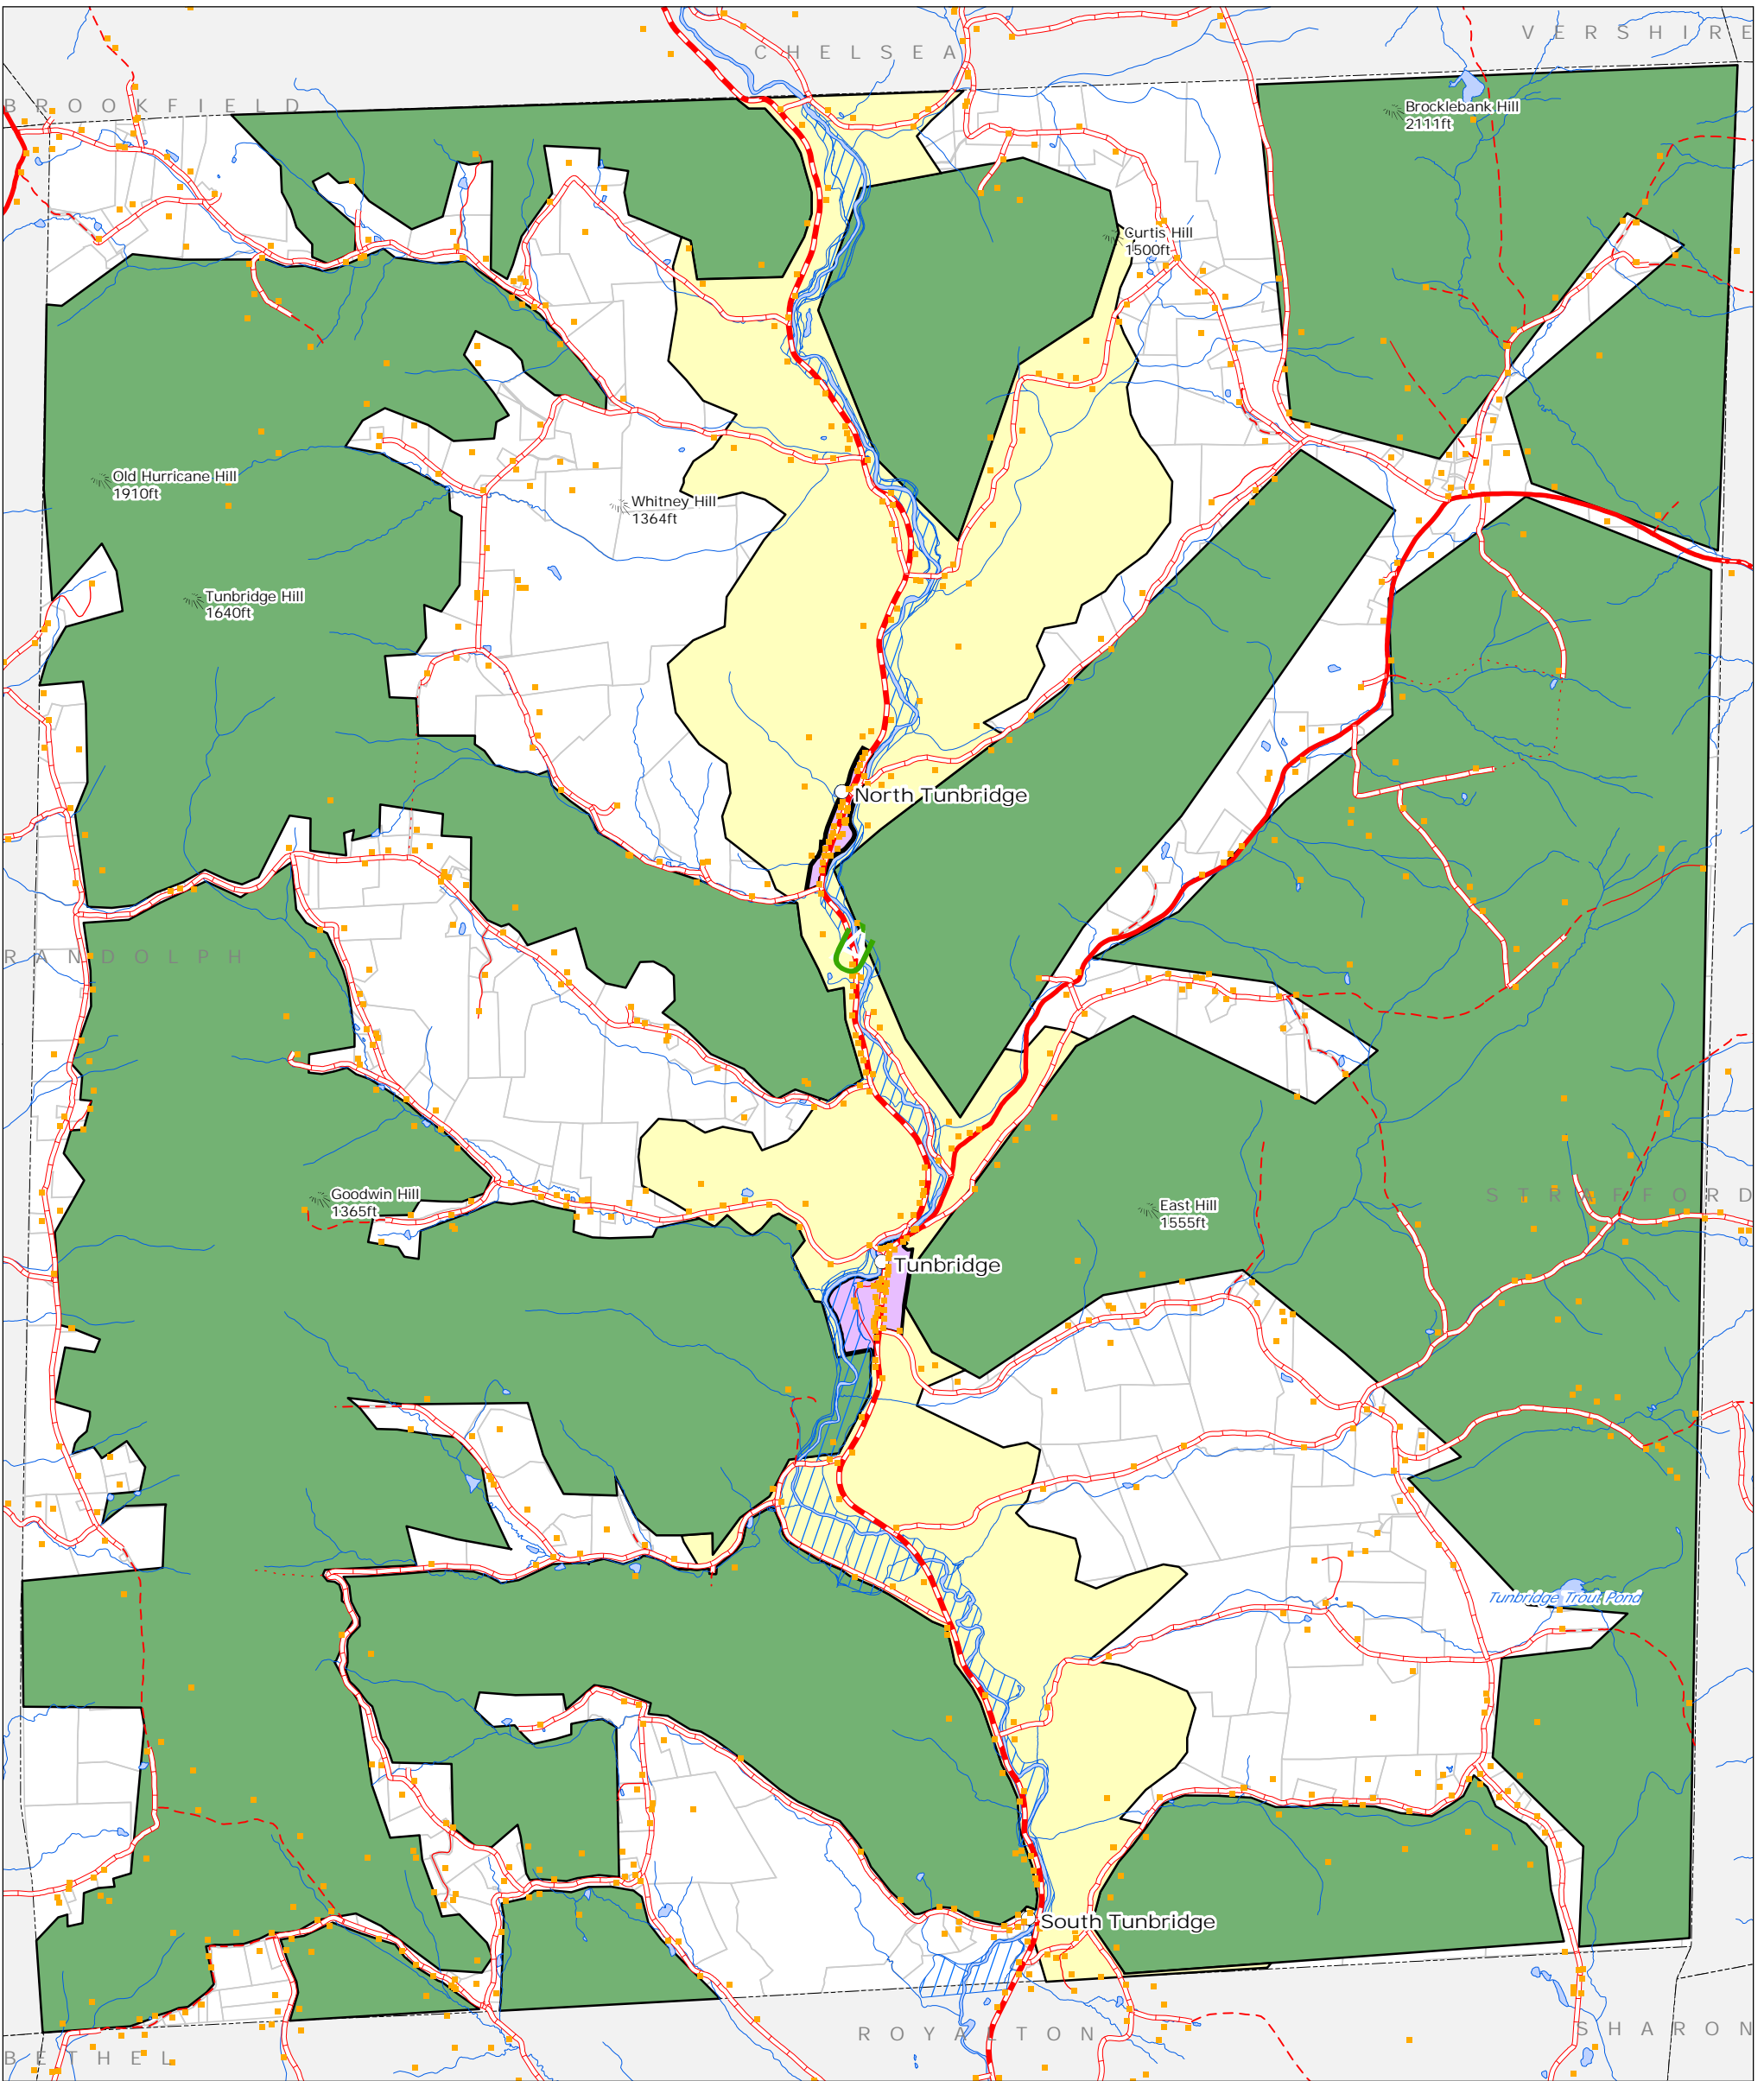 CHELSEA
VERSHIRE
BROOKFIELD
Brocklebank Hill
2111ft
Curtis Hill
1500ft
Old Hurricane Hill
1910ft
Whitney Hill
1364ft
Tunbridge Hill
1640ft
North Tunbridge
RANDOLPH
Goodwin Hill
1365ft
STRAFFORD
East Hill
1555ft
Tunbridge
Tunbridge Trout Pond
South Tunbridge
ROYALTON
SHARON
BETHEL